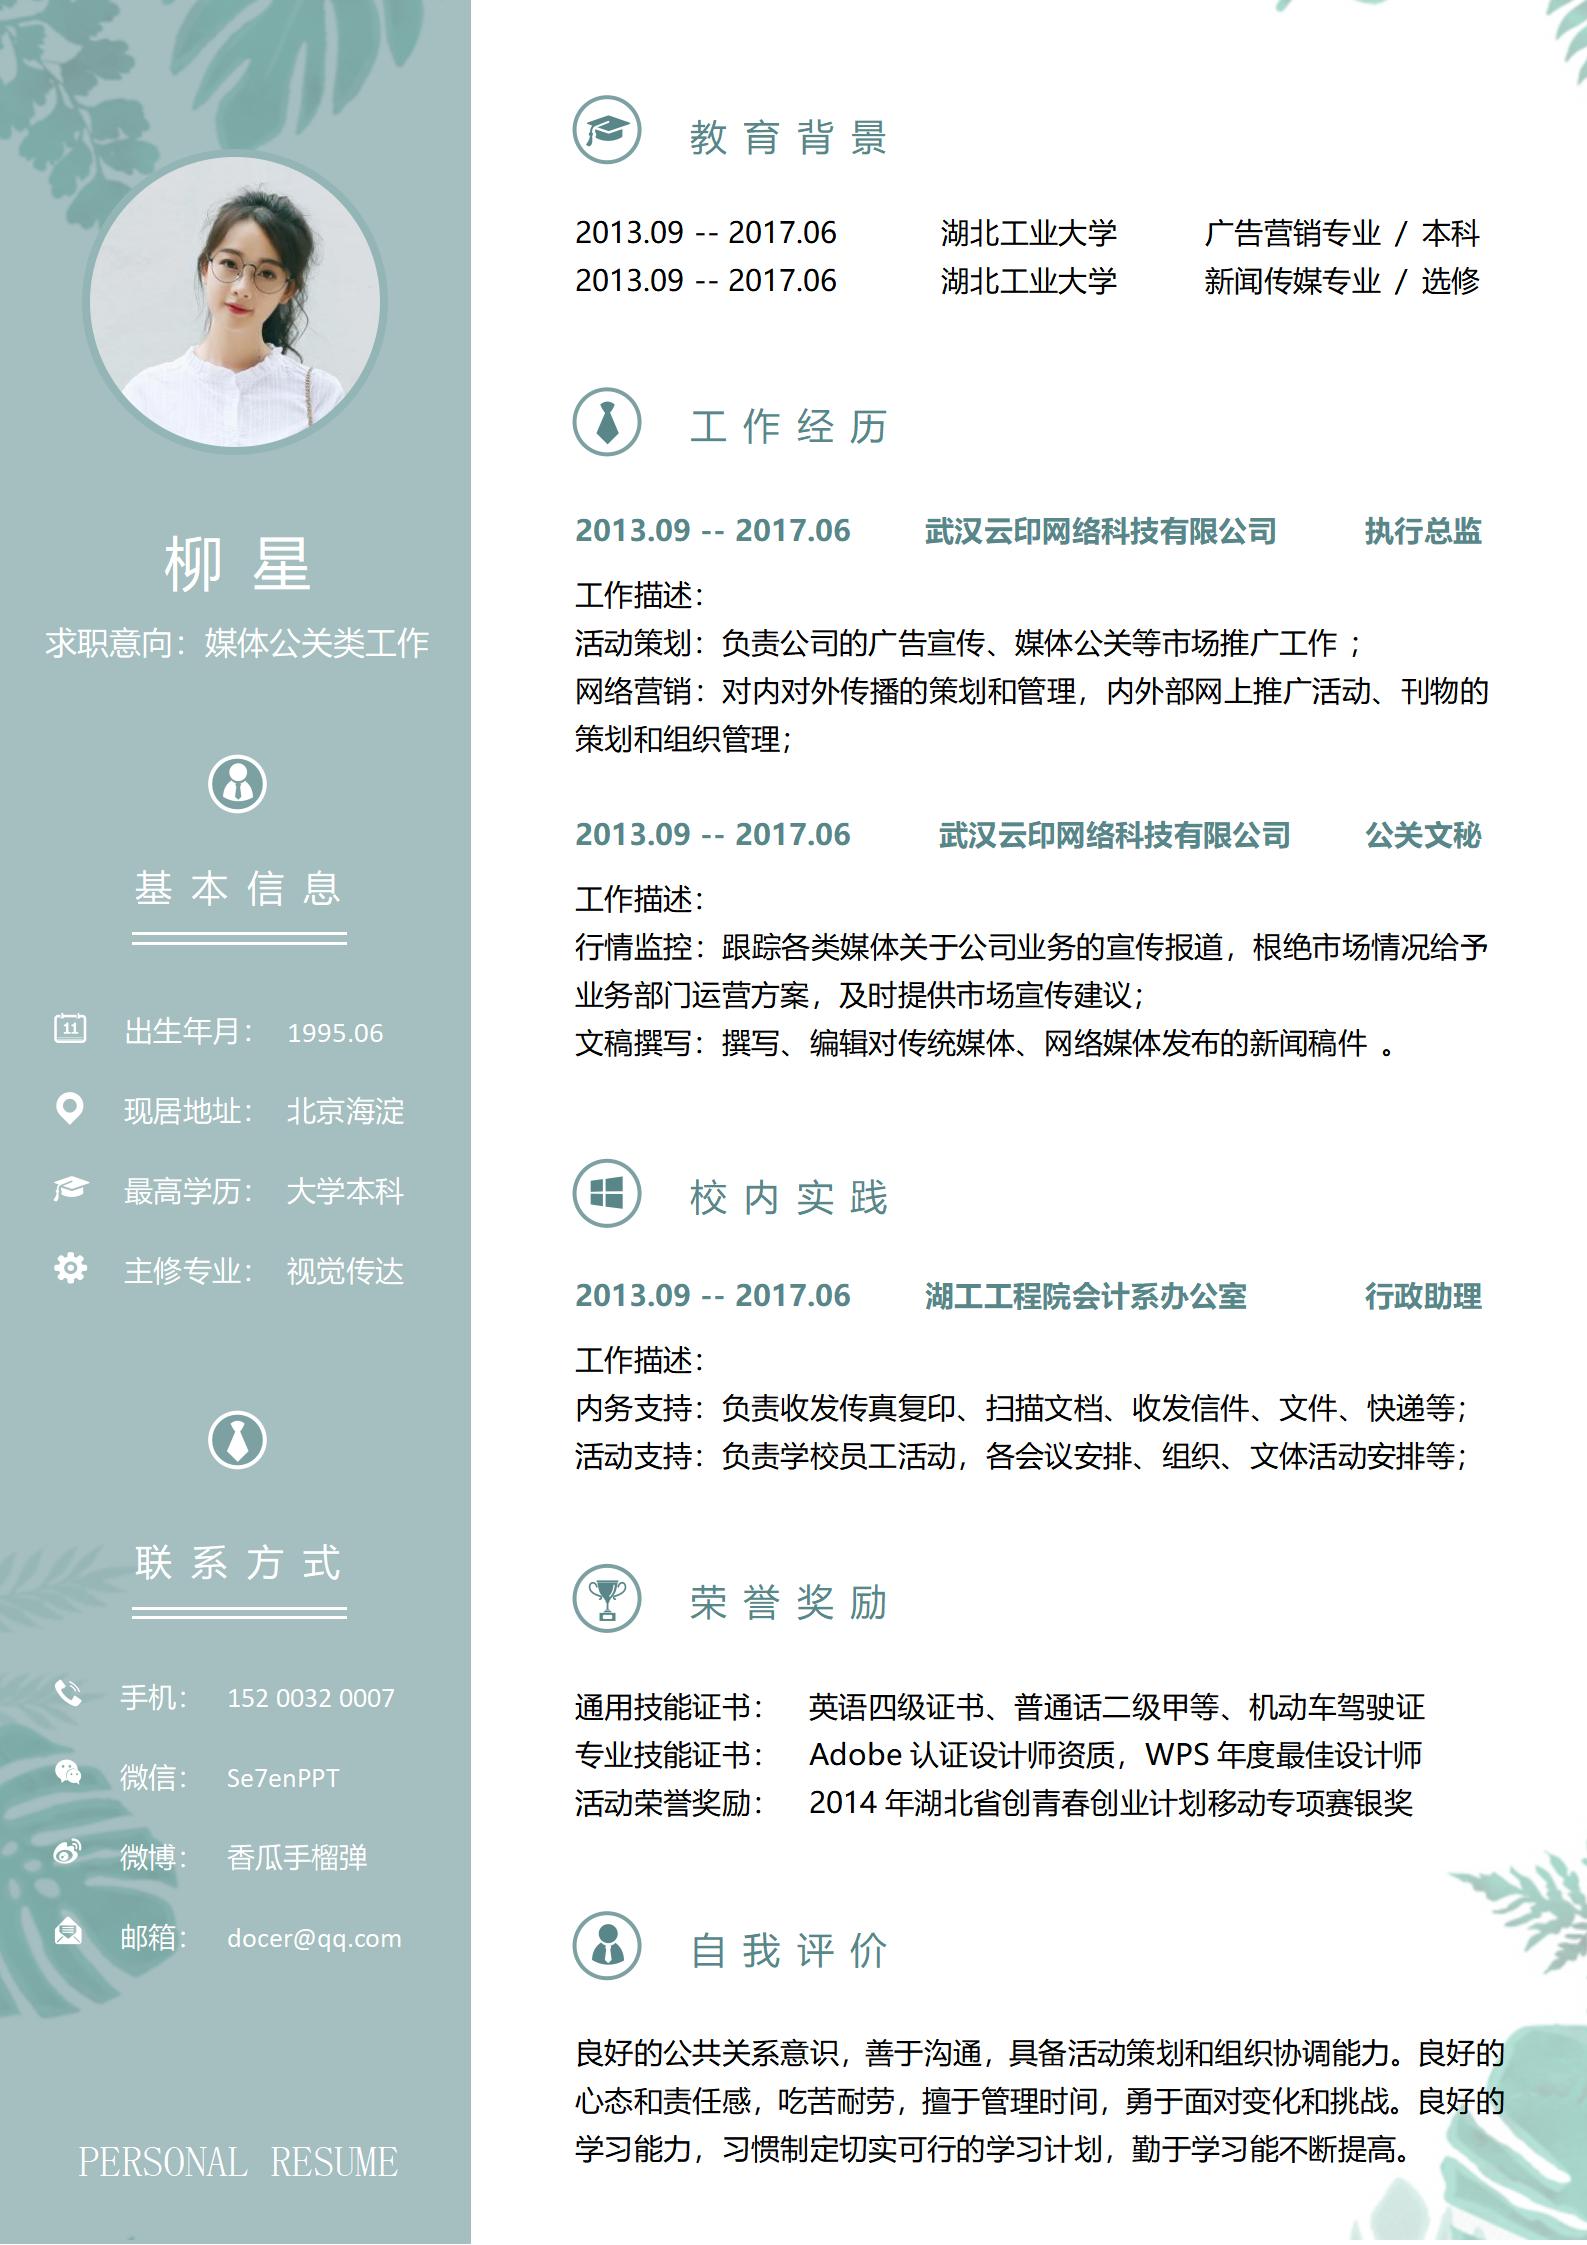 柳 星
求职意向：媒体公关类工作
基 本 信 息
11
出生年月： 1995.06
现居地址： 北京海淀
最高学历： 大学本科
主修专业： 视觉传达
联 系 方 式
手机： 152 0032 0007
微信： Se7enPPT
微博： 香瓜手榴弹
邮箱： docer@qq.com
PERSONAL RESUME
教 育 背 景
2013.09 -- 2017.06 湖北工业大学 广告营销专业 / 本科
2013.09 -- 2017.06 湖北工业大学 新闻传媒专业 / 选修
工 作 经 历
2013.09 -- 2017.06 武汉云印网络科技有限公司 执行总监
工作描述：
活动策划：负责公司的广告宣传、媒体公关等市场推广工作 ；
网络营销：对内对外传播的策划和管理，内外部网上推广活动、刊物的
策划和组织管理；
2013.09 -- 2017.06 武汉云印网络科技有限公司 公关文秘
工作描述：
行情监控：跟踪各类媒体关于公司业务的宣传报道，根绝市场情况给予
业务部门运营方案，及时提供市场宣传建议；
文稿撰写：撰写、编辑对传统媒体、网络媒体发布的新闻稿件 。
校 内 实 践
2013.09 -- 2017.06 湖工工程院会计系办公室 行政助理
工作描述：
内务支持：负责收发传真复印、扫描文档、收发信件、文件、快递等；
活动支持：负责学校员工活动，各会议安排、组织、文体活动安排等；
荣 誉 奖 励
通用技能证书： 英语四级证书、普通话二级甲等、机动车驾驶证
专业技能证书： Adobe 认证设计师资质，WPS 年度最佳设计师
活动荣誉奖励： 2014 年湖北省创青春创业计划移动专项赛银奖
自 我 评 价
良好的公共关系意识，善于沟通，具备活动策划和组织协调能力。良好的
心态和责任感，吃苦耐劳，擅于管理时间，勇于面对变化和挑战。良好的
学习能力，习惯制定切实可行的学习计划，勤于学习能不断提高。